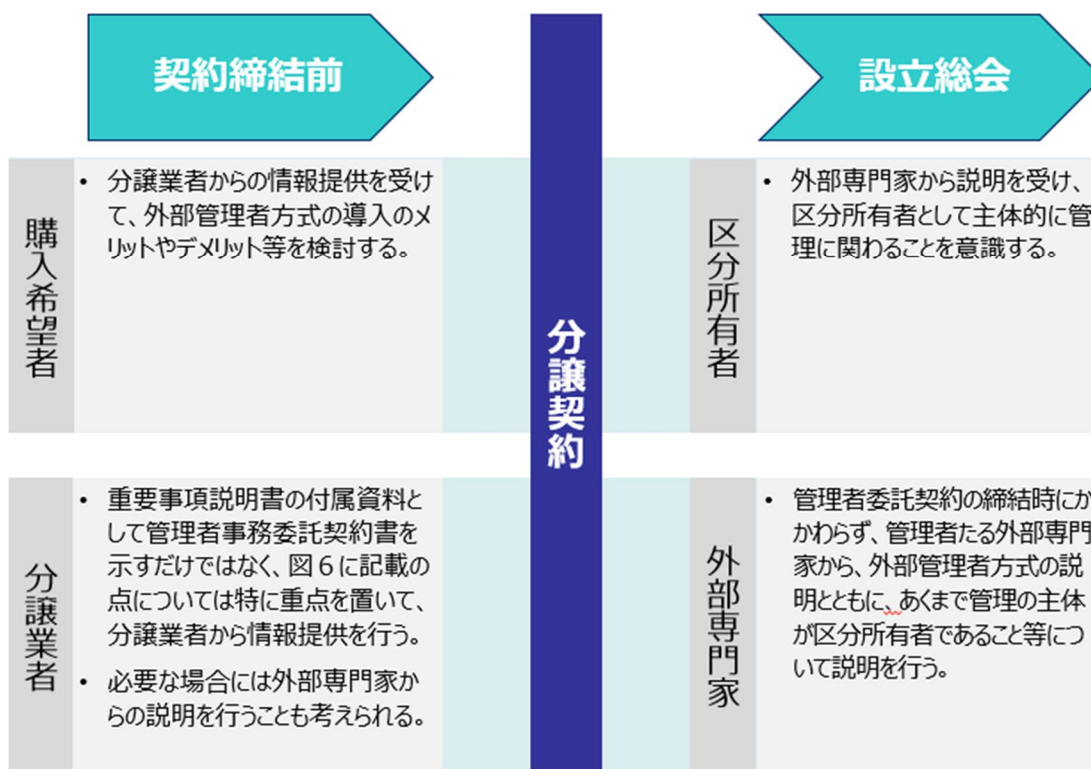 契約締結前
設立総会
分譲契約
購入希望者
• 分譲業者からの情報提供を受け
て、外部管理者方式の導入のメ
リットやデメリット等を検討する。
区分所有者
• 外部専門家から説明を受け、
区分所有者として主体的に管
理に関わることを意識する。
分譲業者
• 重要事項説明書の付属資料と
して管理者事務委託契約書を
示すだけではなく、図６に記載の
点については特に重点を置いて、
分譲業者から情報提供を行う。
• 必要な場合には外部専門家か
らの説明を行うことも考えられる。
外部専門家
• 管理者委託契約の締結時にか
かわらず、管理者たる外部専門
家から、外部管理者方式の説
明とともに、あくまで管理の主体
が区分所有者であること等につ
いて説明を行う。